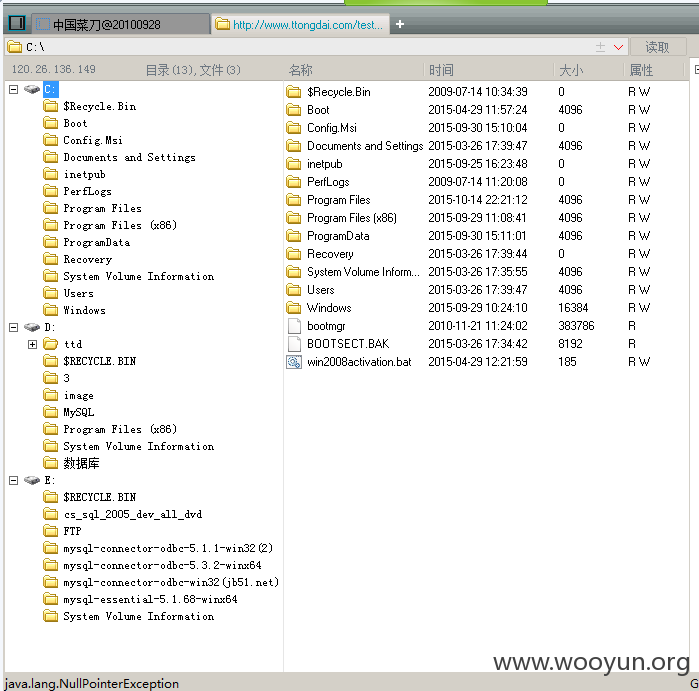 中国菜刀@20100928
http://www.ttongdai.com/test...
+
C:\
读取
120.26.136.149 目录(13),文件(3) 名称 时间 大小 属性
C:
$Recycle.Bin
Boot
Config.Msi
Documents and Settings
inetpub
PerfLogs
Program Files
Program Files (x86)
ProgramData
Recovery
System Volume Information
Users
Windows
D:
ttd
$RECYCLE.BIN
3
image
MySQL
Program Files (x86)
System Volume Information
数据库
E:
$RECYCLE.BIN
cs_sql_2005_dev_all_dvd
FTP
mysql-connector-odbc-5.1.1-win32(2)
mysql-connector-odbc-5.3.2-winx64
mysql-connector-odbc-win32(jb51.net)
mysql-essential-5.1.68-winx64
System Volume Information
$Recycle.Bin 2009-07-14 10:34:39 0 R W
Boot 2015-04-29 11:57:24 4096 R W
Config.Msi 2015-09-30 15:10:04 0 R W
Documents and Settings 2015-03-26 17:39:47 4096 R W
inetpub 2015-09-25 16:23:48 0 R W
PerfLogs 2009-07-14 11:20:08 0 R W
Program Files 2015-10-14 22:21:12 4096 R W
Program Files (x86) 2015-09-29 11:08:41 4096 R W
ProgramData 2015-09-30 15:11:01 4096 R W
Recovery 2015-03-26 17:39:44 0 R W
System Volume Inform... 2015-03-26 17:35:55 4096 R W
Users 2015-03-26 17:39:47 4096 R W
Windows 2015-09-29 10:24:10 16384 R W
bootmgr 2010-11-21 11:24:02 383786 R
BOOTSECT.BAK 2015-03-26 17:34:42 8192 R
win2008activation.bat 2015-04-29 12:21:59 185 R W
www.wooyun.org
java.lang.NullPointerException
G